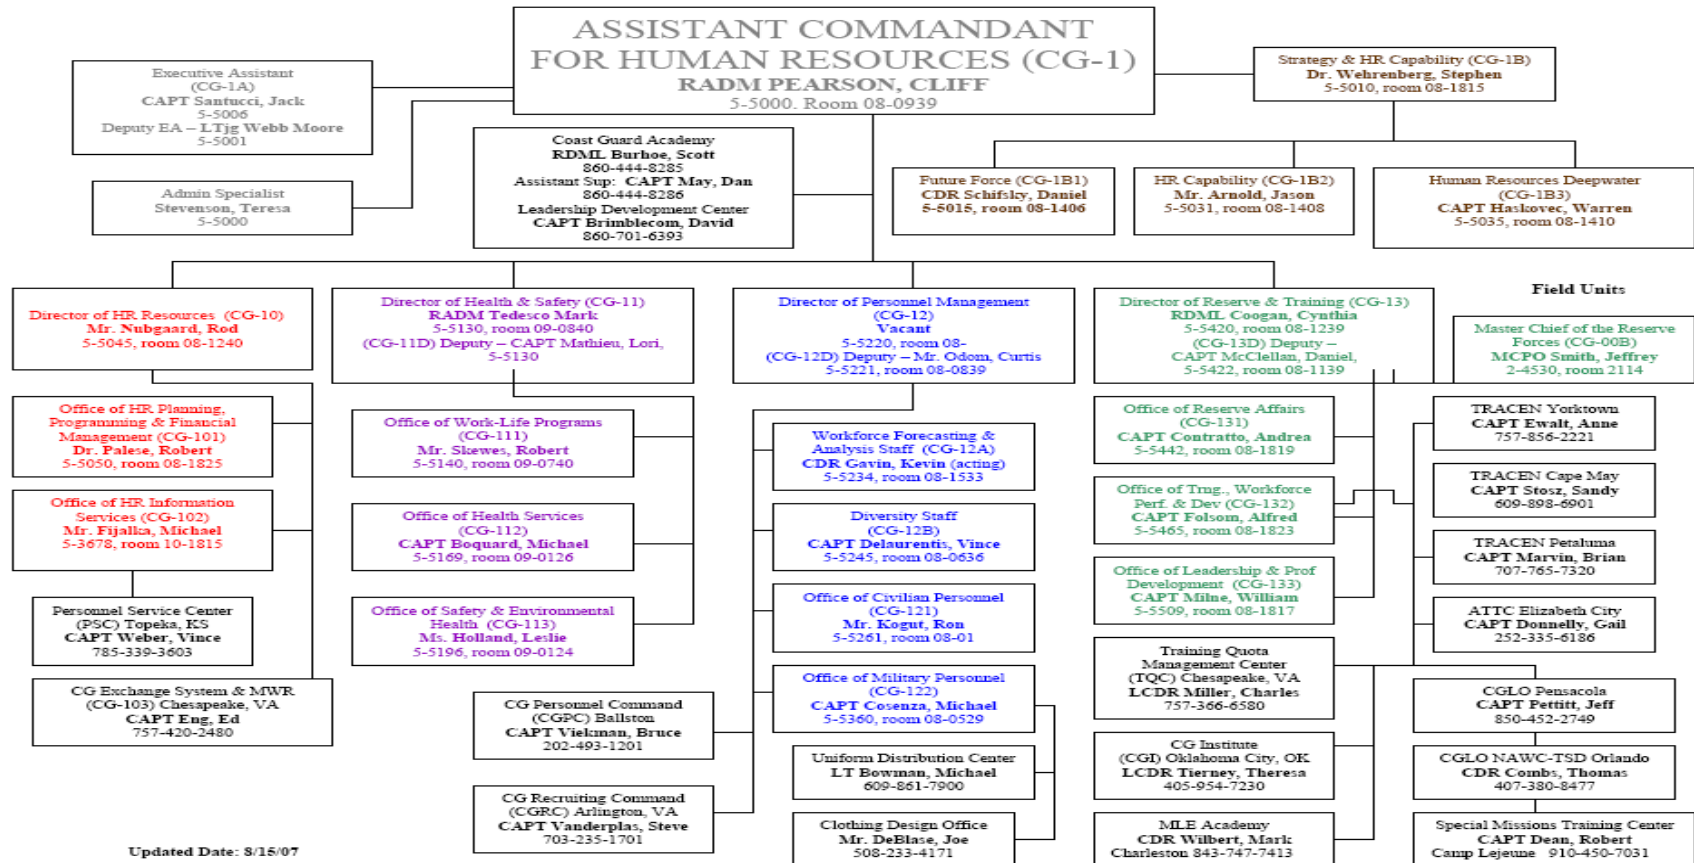 ASSISTANT COMMANDANT
FOR HUMAN RESOURCES (CG-1)
RADM PEARSON, CLIFF
5-5000. Room 08-0939
Executive Assistant
(CG-1A)
CAPT Santucci, Jack
5-5006
Deputy EA – LTjg Webb Moore
5-5001
Admin Specialist
Stevenson, Teresa
5-5000
Coast Guard Academy
RDML Burhoe, Scott
860-444-8285
Assistant Sup: CAPT May, Dan
860-444-8286
Leadership Development Center
CAPT Brimblecom, David
860-701-6393
Strategy & HR Capability (CG-1B)
Dr. Wehrenberg, Stephen
5-5010, room 08-1815
Future Force (CG-1B1)
CDR Schifsky, Daniel
5-5015, room 08-1406
HR Capability (CG-1B2)
Mr. Arnold, Jason
5-5031, room 08-1408
Human Resources Deepwater
(CG-1B3)
CAPT Haskovec, Warren
5-5035, room 08-1410
Director of HR Resources (CG-10)
Mr. Nubgaard, Rod
5-5045, room 08-1240
Office of HR Planning,
Programming & Financial
Management (CG-101)
Dr. Palese, Robert
5-5050, room 08-1825
Office of HR Information
Services (CG-102)
Mr. Fijalka, Michael
5-3678, room 10-1815
Personnel Service Center
(PSC) Topeka, KS
CAPT Weber, Vince
785-339-3603
CG Exchange System & MWR
(CG-103) Chesapeake, VA
CAPT Eng, Ed
757-420-2480
Director of Health & Safety (CG-11)
RADM Tedesco Mark
5-5130, room 09-0840
(CG-11D) Deputy – CAPT Mathieu, Lori,
5-5130
Office of Work-Life Programs
(CG-111)
Mr. Skewes, Robert
5-5140, room 09-0740
Office of Health Services
(CG-112)
CAPT Boquard, Michael
5-5169, room 09-0126
Office of Safety & Environmental
Health (CG-113)
Ms. Holland, Leslie
5-5196, room 09-0124
Director of Personnel Management
(CG-12)
Vacant
5-5220, room 08-
(CG-12D) Deputy – Mr. Odom, Curtis
5-5221, room 08-0839
Workforce Forecasting &
Analysis Staff (CG-12A)
CDR Gavin, Kevin (acting)
5-5234, room 08-1533
Diversity Staff
(CG-12B)
CAPT Delaurentis, Vince
5-5245, room 08-0636
Office of Civilian Personnel
(CG-121)
Mr. Kogut, Ron
5-5261, room 08-01
Office of Military Personnel
(CG-122)
CAPT Cosenza, Michael
5-5360, room 08-0529
CG Personnel Command
(CGPC) Ballston
CAPT Viekman, Bruce
202-493-1201
CG Recruiting Command
(CGRC) Arlington, VA
CAPT Vanderplas, Steve
703-235-1701
Uniform Distribution Center
LT Bowman, Michael
609-861-7900
Clothing Design Office
Mr. DeBlase, Joe
508-233-4171
Director of Reserve & Training (CG-13)
RDML Coogan, Cynthia
5-5420, room 08-1239
(CG-13D) Deputy –
CAPT McClellan, Daniel,
5-5422, room 08-1139
Office of Reserve Affairs
(CG-131)
CAPT Contratto, Andrea
5-5442, room 08-1819
Office of Trng., Workforce
Perf. & Dev (CG-132)
CAPT Folsom, Alfred
5-5465, room 08-1823
Office of Leadership & Prof
Development (CG-133)
CAPT Milne, William
5-5509, room 08-1817
Training Quota
Management Center
(TQC) Chesapeake, VA
LCDR Miller, Charles
757-366-6580
CG Institute
(CGI) Oklahoma City, OK
LCDR Tierney, Theresa
405-954-7230
MLE Academy
CDR Wilbert, Mark
Charleston 843-747-7413
Field Units
Master Chief of the Reserve
Forces (CG-00B)
MCPO Smith, Jeffrey
2-4530, room 2114
TRACEN Yorktown
CAPT Ewalt, Anne
757-856-2221
TRACEN Cape May
CAPT Stosz, Sandy
609-898-6901
TRACEN Petaluma
CAPT Marvin, Brian
707-765-7320
ATTC Elizabeth City
CAPT Donnelly, Gail
252-335-6186
CGLO Pensacola
CAPT Pettitt, Jeff
850-452-2749
CGLO NAWC-TSD Orlando
CDR Combs, Thomas
407-380-8477
Special Missions Training Center
CAPT Dean, Robert
Camp Lejeune 910-450-7031
Updated Date: 8/15/07